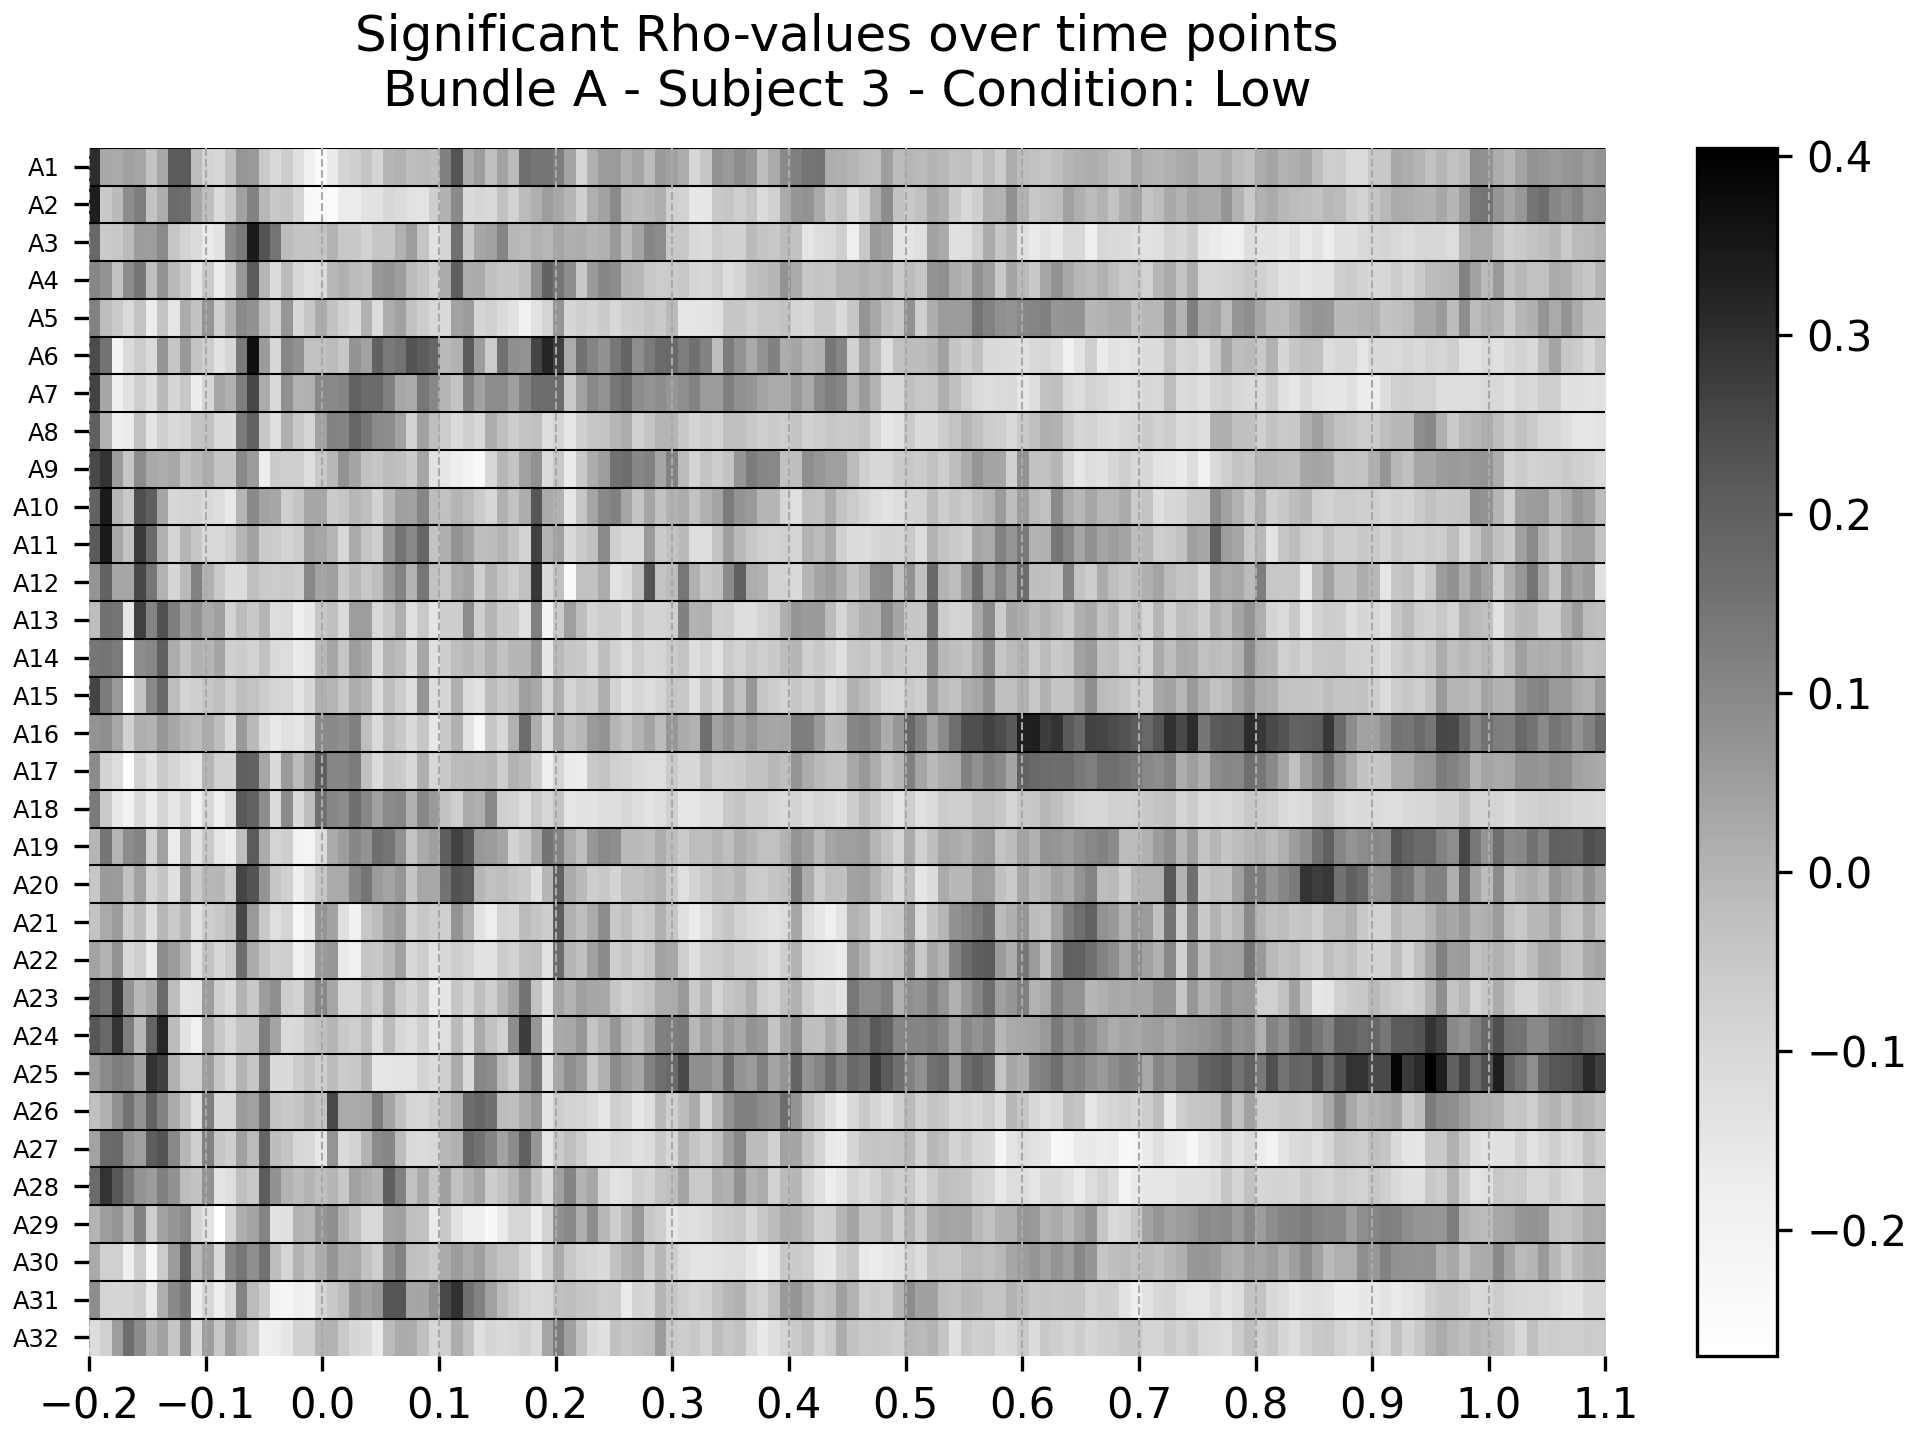 Significant Rho-values over time points
Bundle A - Subject 3 - Condition: Low
A1
A2
A3
A4
A5
A6
A7
A8
A9
A10
A11
A12
A13
A14
A15
A16
A17
A18
A19
A20
A21
A22
A23
A24
A25
A26
A27
A28
A29
A30
A31
A32
−0.2 −0.1 0.0 0.1 0.2 0.3 0.4 0.5 0.6 0.7 0.8 0.9 1.0 1.1
0.4
0.3
0.2
0.1
0.0
−0.1
−0.2